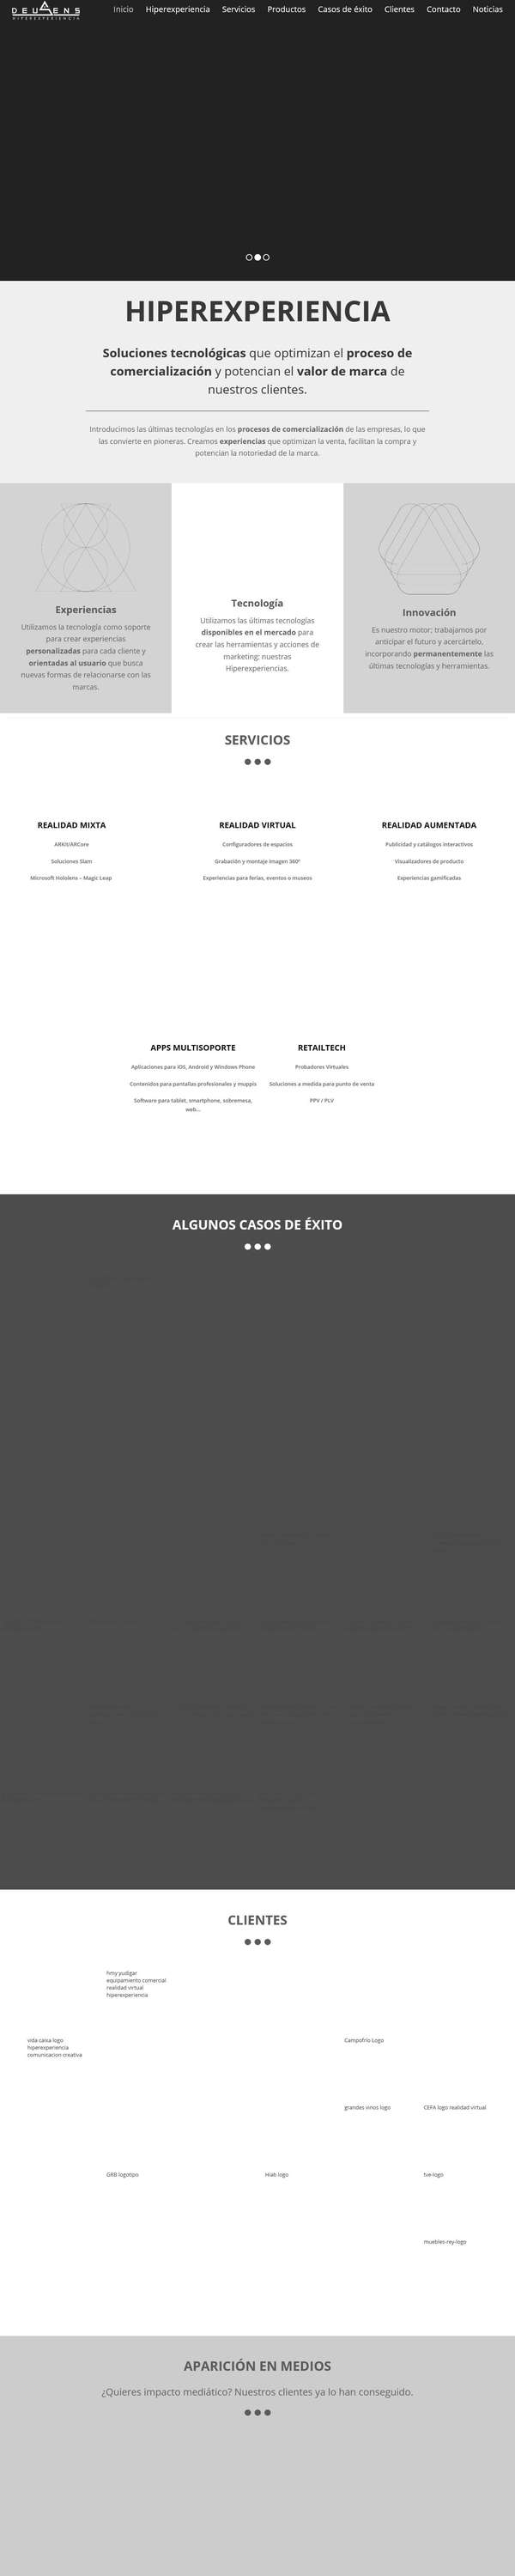 DEUSENS
HIPEREXPERIENCIA
Inicio Hiperexperiencia Servicios Productos Casos de éxito Clientes Contacto Noticias
HIPEREXPERIENCIA
Soluciones tecnológicas que optimizan el proceso de
comercialización y potencian el valor de marca de
nuestros clientes.
Introducimos las últimas tecnologías en los procesos de comercialización de las empresas, lo que
las convierte en pioneras. Creamos experiencias que optimizan la venta, facilitan la compra y
potencian la notoriedad de la marca.
Experiencias
Utilizamos la tecnología como soporte
para crear experiencias
personalizadas para cada cliente y
orientadas al usuario que busca
nuevas formas de relacionarse con las
marcas.
Tecnología
Utilizamos las últimas tecnologías
disponibles en el mercado para
crear las herramientas y acciones de
marketing: nuestras
Hiperexperiencias.
Innovación
Es nuestro motor; trabajamos por
anticipar el futuro y acercártelo,
incorporando permanentemente las
últimas tecnologías y herramientas.
SERVICIOS
REALIDAD MIXTA
ARKit/ARCore
Soluciones Slam
Microsoft Hololens – Magic Leap
REALIDAD VIRTUAL
Configuradores de espacios
Grabación y montaje imagen 360º
Experiencias para ferias, eventos o museos
REALIDAD AUMENTADA
Publicidad y catálogos interactivos
Visualizadores de producto
Experiencias gamificadas
APPS MULTISOPORTE
Aplicaciones para iOS, Android y Windows Phone
Contenidos para pantallas profesionales y muppis
Software para tablet, smartphone, sobremesa,
web...
RETAILTECH
Probadores Virtuales
Soluciones a medida para punto de venta
PPV / PLV
ALGUNOS CASOS DE ÉXITO
CLIENTES
hmy yudigar
equipamiento comercial
realidad virtual
hiperexperiencia
vida caixa logo
hiperexperiencia
comunicacion creativa
Campofrío Logo
grandes vinos logo
CEPA logo realidad virtual
GRB logotipo
Hiab logo
tve-logo
muebles-rey-logo
APARICIÓN EN MEDIOS
¿Quieres impacto mediático? Nuestros clientes ya lo han conseguido.